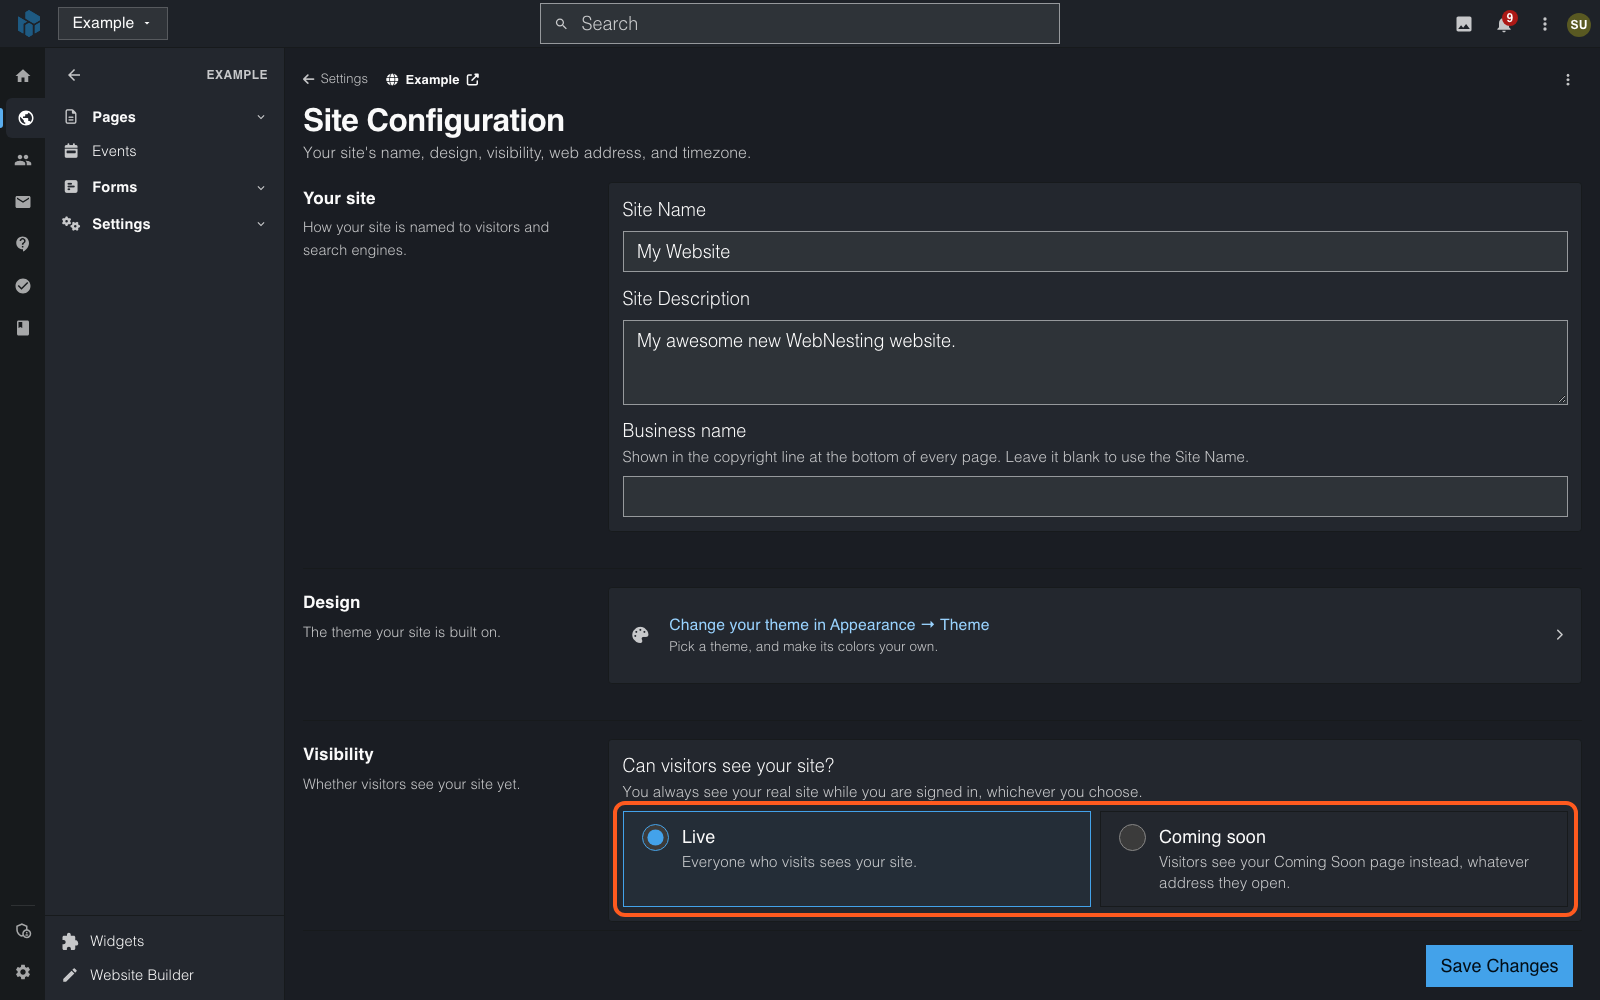 Example
Search
9
SU
EXAMPLE
Pages
Events
Forms
Settings
Widgets
Website Builder
Settings
Example
Site Configuration
Your site's name, design, visibility, web address, and timezone.
Your site
How your site is named to visitors and
search engines.
Site Name
My Website
Site Description
My awesome new WebNesting website.
Business name
Shown in the copyright line at the bottom of every page. Leave it blank to use the Site Name.
Design
The theme your site is built on.
Change your theme in Appearance → Theme
Pick a theme, and make its colors your own.
Visibility
Whether visitors see your site yet.
Can visitors see your site?
You always see your real site while you are signed in, whichever you choose.
Live
Everyone who visits sees your site.
Coming soon
Visitors see your Coming Soon page instead, whatever
address they open.
Save Changes